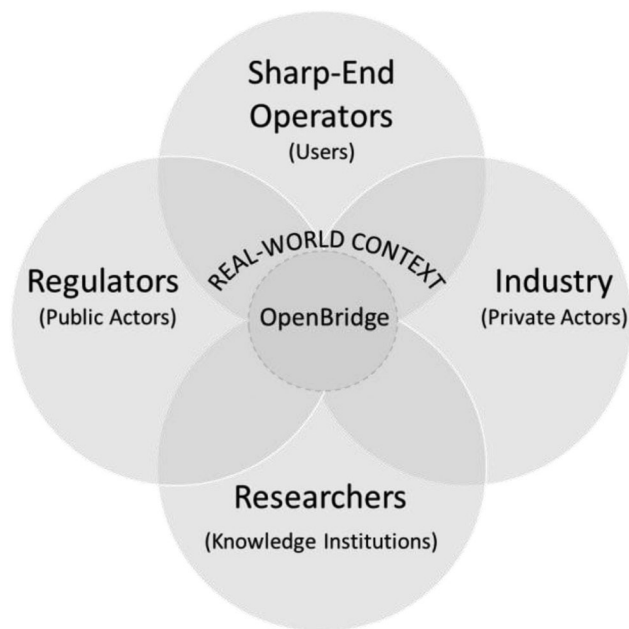 Sharp-End
Operators
(Users)
REAL-WORLD CONTEXT
Regulators
(Public Actors)
OpenBridge
Industry
(Private Actors)
Researchers
(Knowledge Institutions)